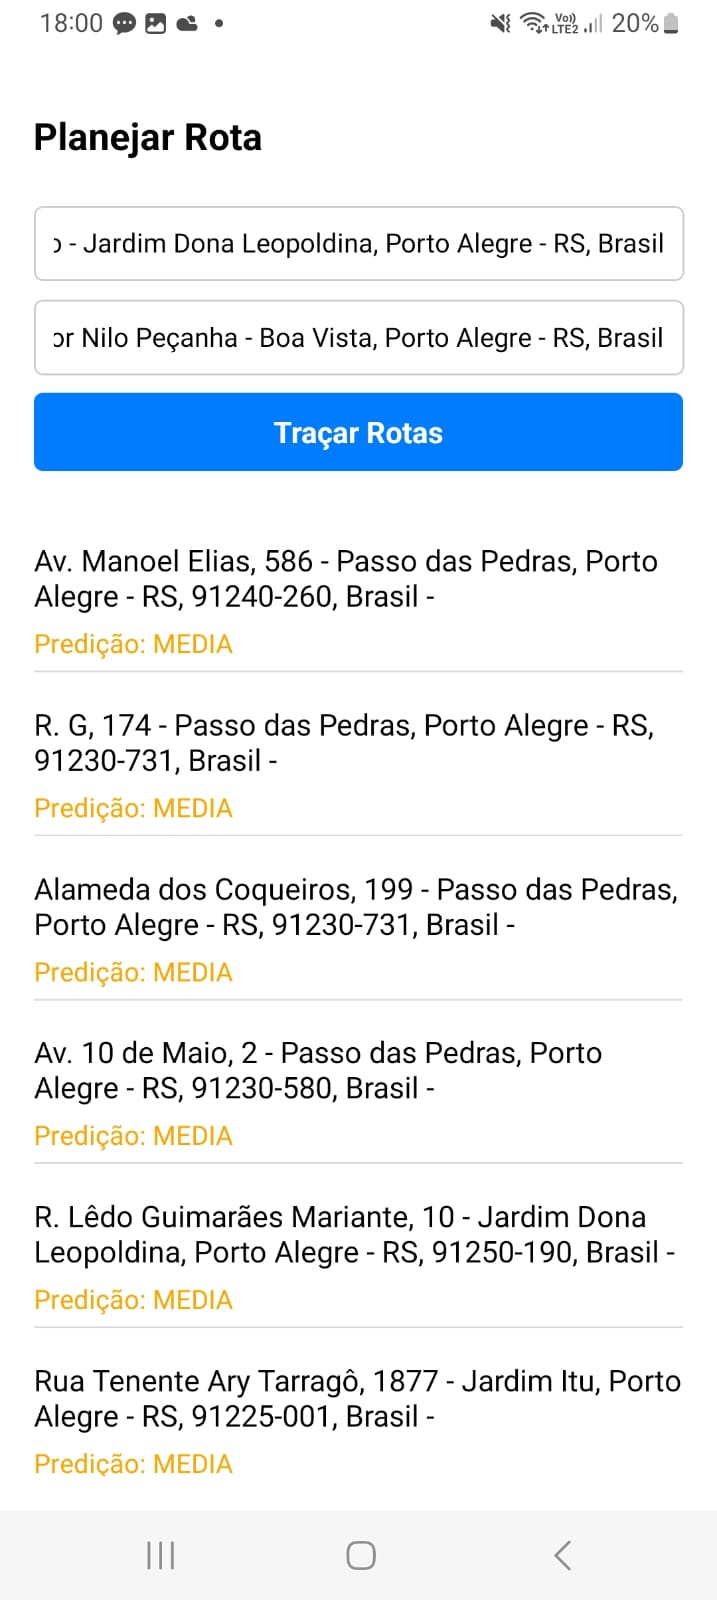 18:00
Vo))
LTE2
20%
Planejar Rota
o - Jardim Dona Leopoldina, Porto Alegre - RS, Brasil
or Nilo Peçanha - Boa Vista, Porto Alegre - RS, Brasil
Traçar Rotas
Av. Manoel Elias, 586 - Passo das Pedras, Porto
Alegre - RS, 91240-260, Brasil -
Predição: MEDIA
R. G, 174 - Passo das Pedras, Porto Alegre - RS,
91230-731, Brasil -
Predição: MEDIA
Alameda dos Coqueiros, 199 - Passo das Pedras,
Porto Alegre - RS, 91230-731, Brasil -
Predição: MEDIA
Av. 10 de Maio, 2 - Passo das Pedras, Porto
Alegre - RS, 91230-580, Brasil -
Predição: MEDIA
R. Lêdo Guimarães Mariante, 10 - Jardim Dona
Leopoldina, Porto Alegre - RS, 91250-190, Brasil -
Predição: MEDIA
Rua Tenente Ary Tarragô, 1877 - Jardim Itu, Porto
Alegre - RS, 91225-001, Brasil -
Predição: MEDIA